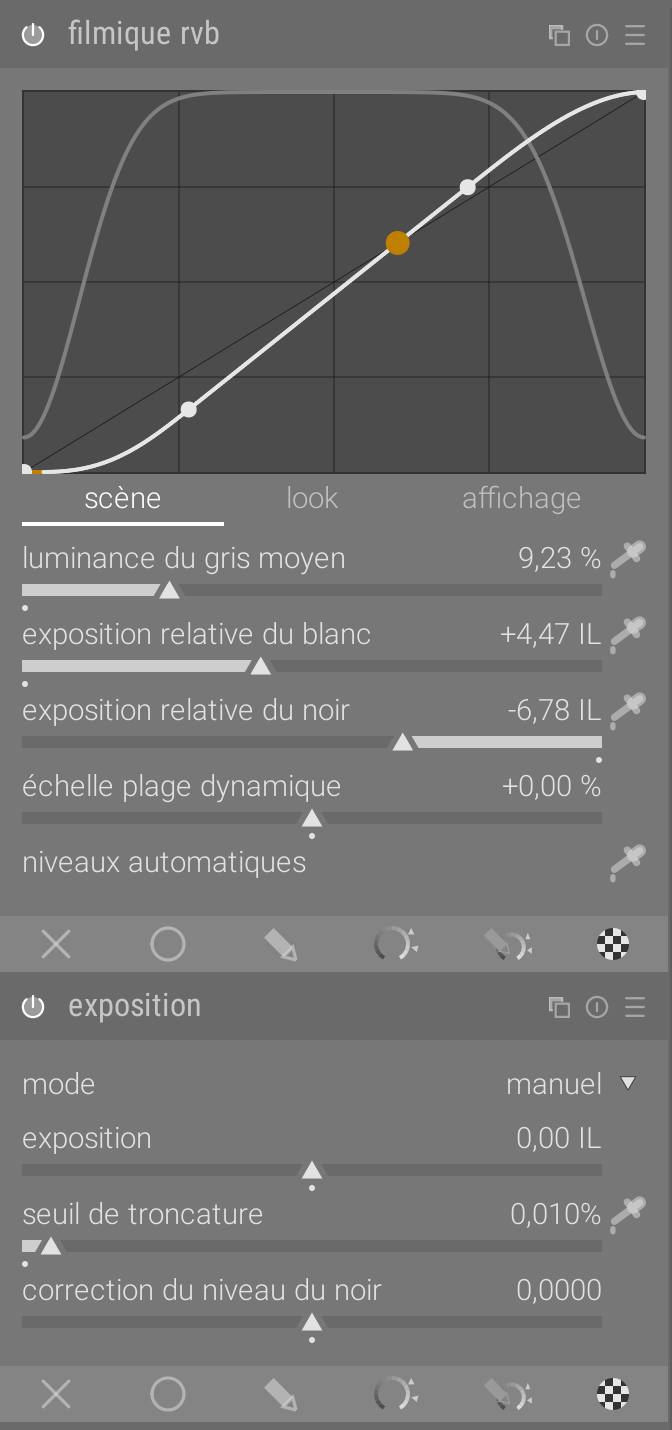 filmique rvb
scène look affichage
luminance du gris moyen 9,23 %
exposition relative du blanc +4,47 IL
exposition relative du noir -6,78 IL
échelle plage dynamique +0,00 %
niveaux automatiques
exposition
mode manuel
exposition 0,00 IL
seuil de troncature 0,010%
correction du niveau du noir 0,0000